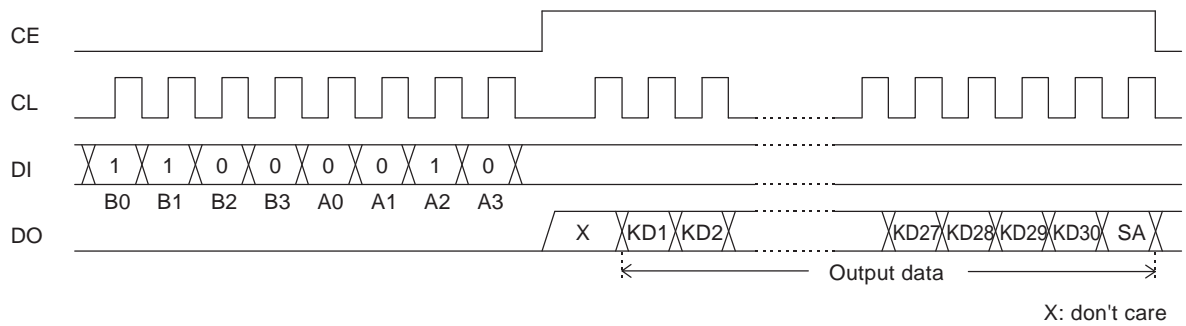 CE
CL
DI 1 1 0 0 0 0 1 0
B0 B1 B2 B3 A0 A1 A2 A3
DO X KD1 KD2 KD27 KD28 KD29 KD30 SA
Output data
X: don't care